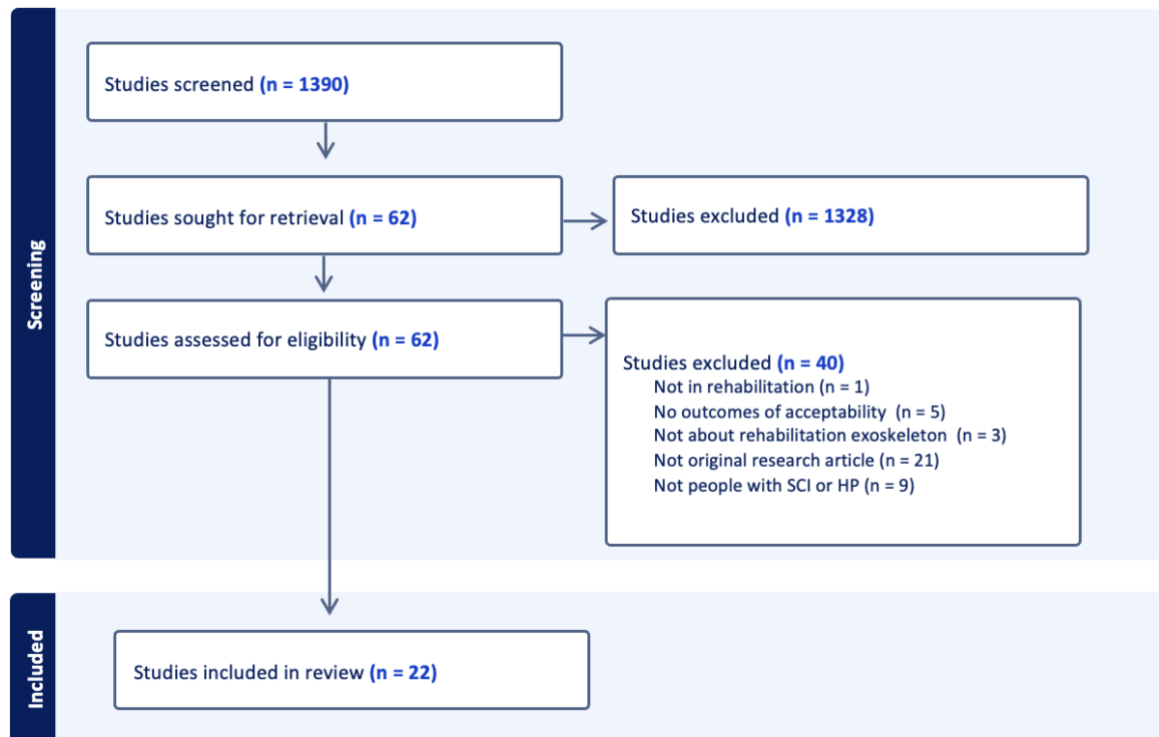 Screening
Studies screened (n = 1390)
Studies sought for retrieval (n = 62)
Studies excluded (n = 1328)
Studies assessed for eligibility (n = 62)
Studies excluded (n = 40)
Not in rehabilitation (n = 1)
No outcomes of acceptability (n = 5)
Not about rehabilitation exoskeleton (n = 3)
Not original research article (n = 21)
Not people with SCI or HP (n = 9)
Included
Studies included in review (n = 22)